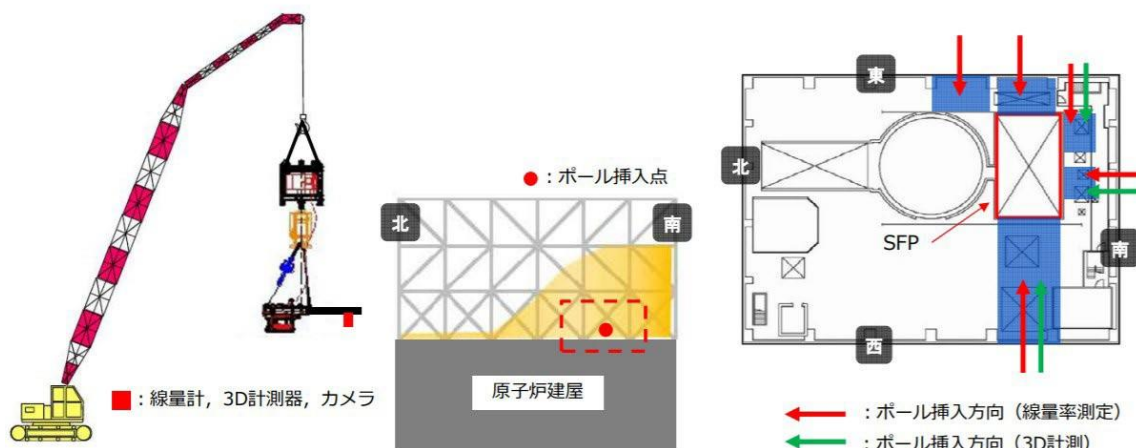 ■：線量計，3D計測器，カメラ
●：ポール挿入点
北
南
原子炉建屋
東
北
SFP
南
西
：ポール挿入方向（線量率測定）
：ポール挿入方向（3D計測）